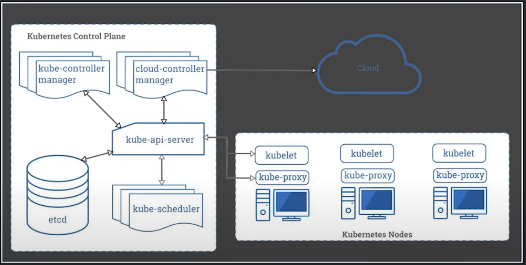 Kubernetes Control Plane
kube-controller
manager
cloud-controller
manager
Cloud
kube-api-server
etcd
kube-scheduler
kubelet
kubelet
kubelet
kube-proxy
kube-proxy
kube-proxy
Kubernetes Nodes